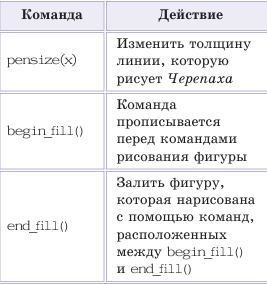 Команда Действие
pensize(x)
Изменить толщину
линии, которую
рисует Черепаха
begin_fill()
Команда
прописывается
перед командами
рисования фигуры
end_fill()
Залить фигуру,
которая нарисована
с помощью команд,
расположенных
между begin_fill()
и end_fill()